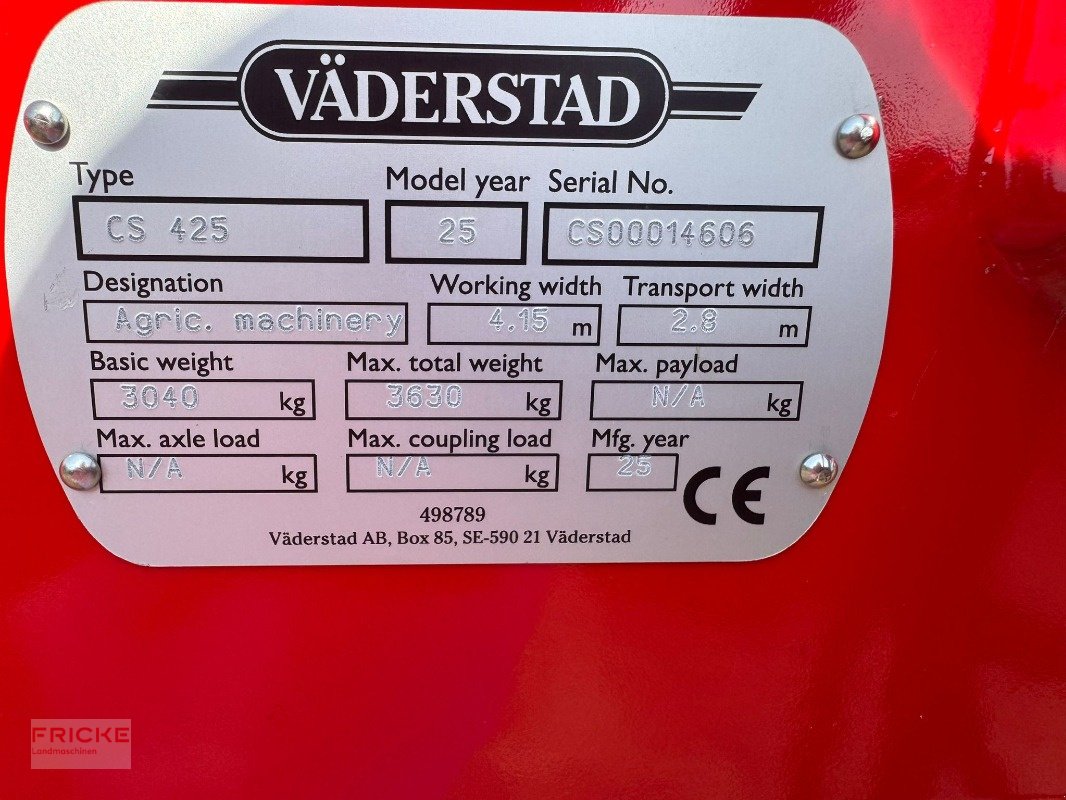 VÄDERSTAD
Type Model year Serial No.
CS 425 25 CS00014606
Designation Working width Transport width
Agric. machinery 4.15 m 2.8 m
Basic weight Max. total weight Max. payload
3040 kg 3630 kg N/A kg
Max. axle load Max. coupling load Mfg. year
N/A kg N/A kg 25
CE
498789
Väderstad AB, Box 85, SE-590 21 Väderstad
FRICKE
Landmaschinen